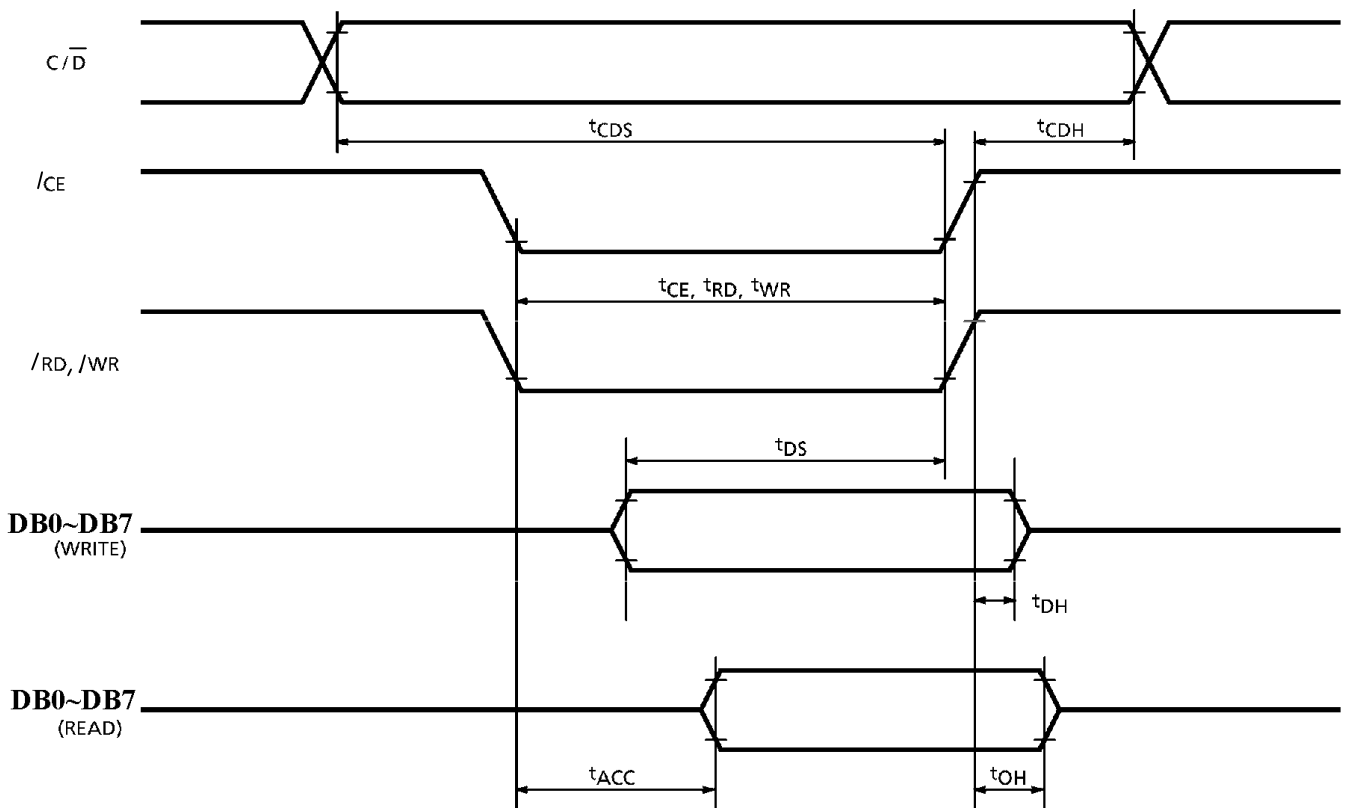 C/D̅
tCDS
tCDH
/CE
tCE, tRD, tWR
/RD, /WR
tDS
DB0~DB7
(WRITE)
tDH
DB0~DB7
(READ)
tACC
tOH